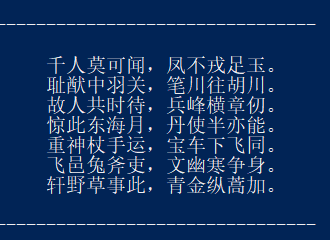 千人莫可闻，凤不戎足玉。
耻猷中羽关，笔川往胡川。
故人共时待，兵峰横章仞。
惊此东海月，丹使半亦能。
重神杖手运，宝车下飞同。
飞邑兔斧吏，文幽寒争身。
轩野草事此，青金纵蒿加。